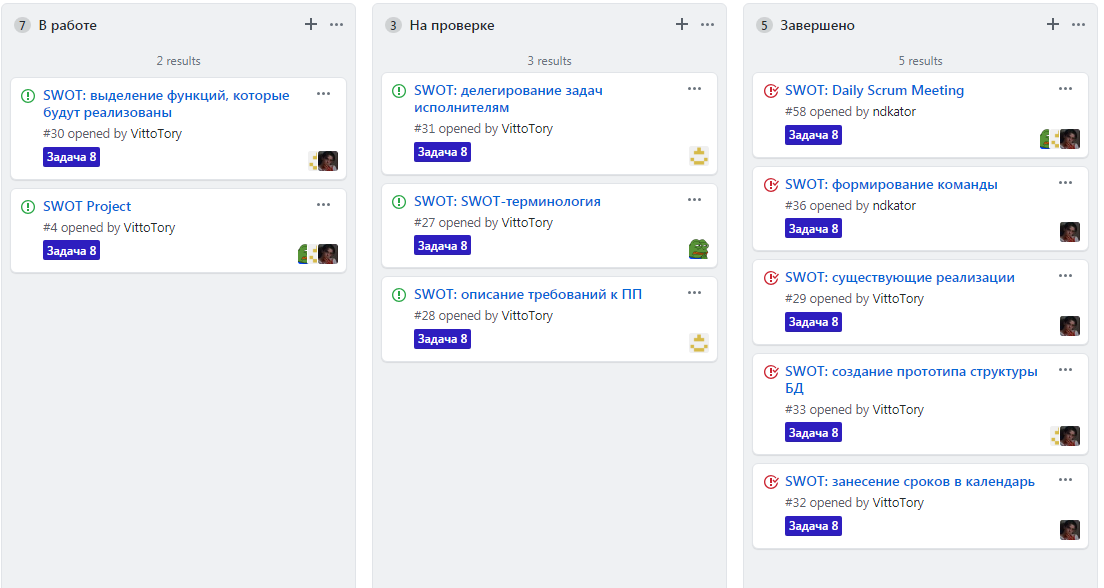 7 В работе
2 results
SWOT: выделение функций, которые
будут реализованы
#30 opened by VittoTory
Задача 8
SWOT Project
#4 opened by VittoTory
Задача 8
3 На проверке
3 results
SWOT: делегирование задач
исполнителям
#31 opened by VittoTory
Задача 8
SWOT: SWOT-терминология
#27 opened by VittoTory
Задача 8
SWOT: описание требований к ПП
#28 opened by VittoTory
Задача 8
5 Завершено
5 results
SWOT: Daily Scrum Meeting
#58 opened by ndkator
Задача 8
SWOT: формирование команды
#36 opened by ndkator
Задача 8
SWOT: существующие реализации
#29 opened by VittoTory
Задача 8
SWOT: создание прототипа структуры
БД
#33 opened by VittoTory
Задача 8
SWOT: занесение сроков в календарь
#32 opened by VittoTory
Задача 8